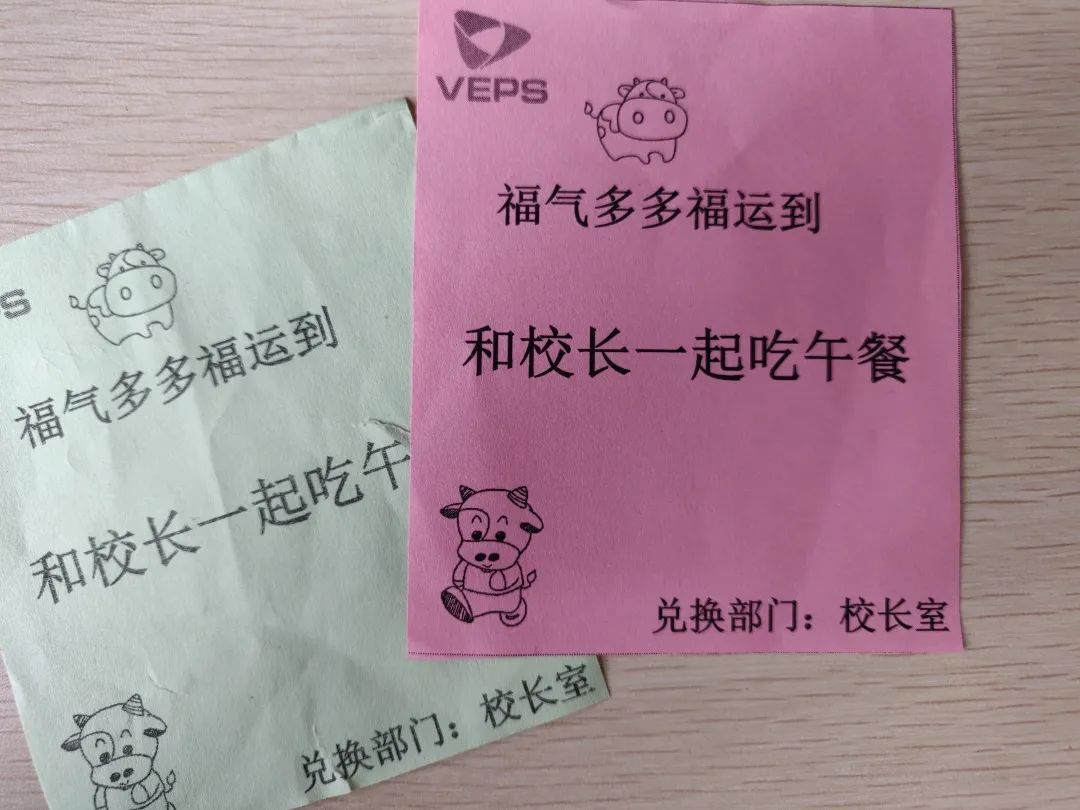 VEPS
福气多多福运到
和校长一起吃午餐
兑换部门：校长室
S
福气多多福运到
和校长一起吃午
兑换部门：校长室